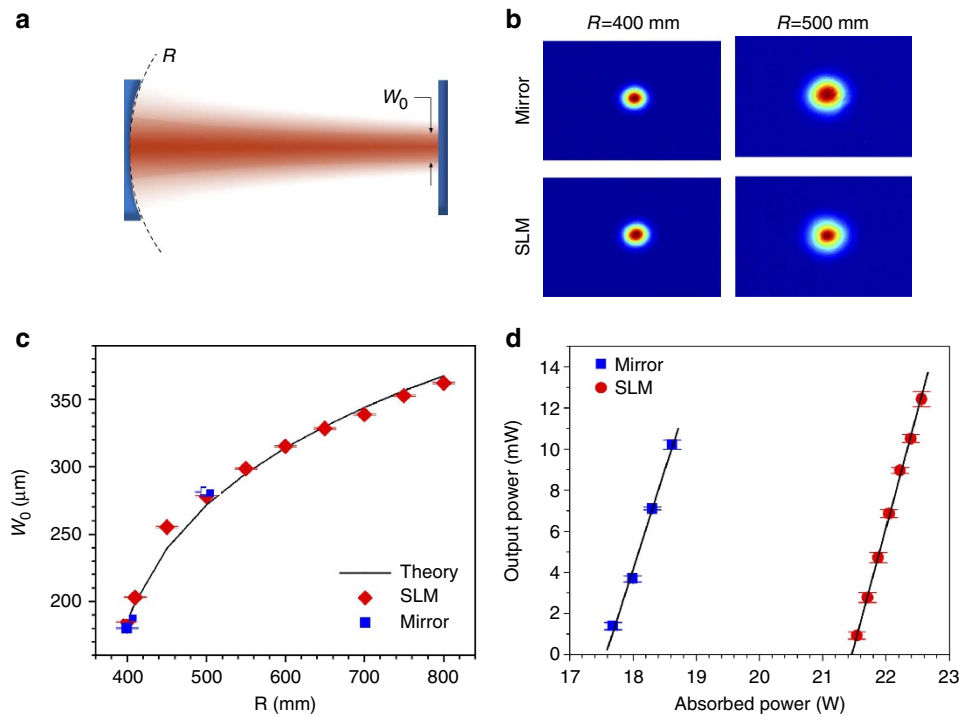 a
R
W₀
b
R=400 mm
R=500 mm
Mirror
SLM
c
W₀ (μm)
350
300
250
200
400
500
600
700
800
R (mm)
Theory
SLM
Mirror
d
Output power (mW)
14
12
10
8
6
4
2
0
17
18
19
20
21
22
23
Absorbed power (W)
Mirror
SLM